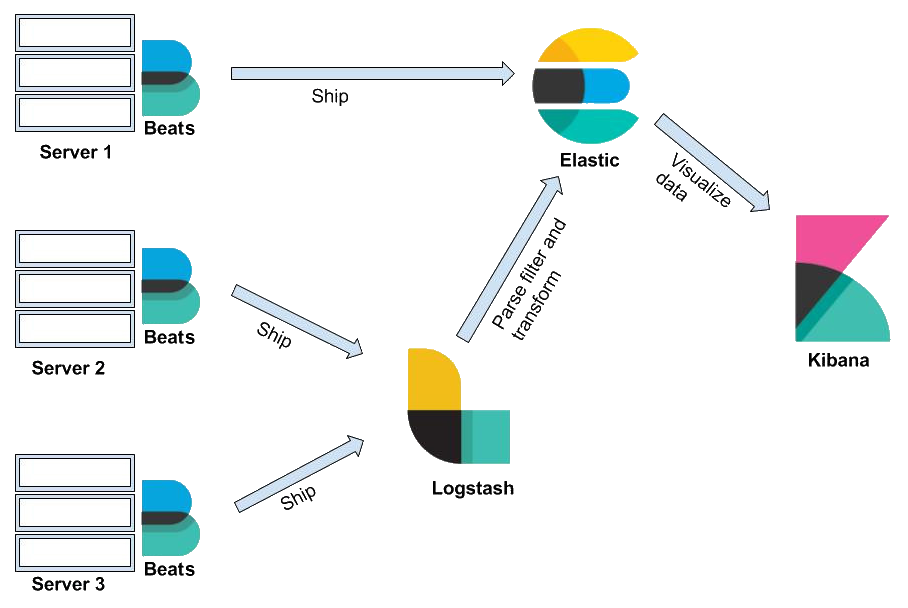 Beats
Server 1
Ship
Elastic
Visualize
data
Beats
Server 2
Ship
Parse filter and
transform
Kibana
Logstash
Ship
Beats
Server 3